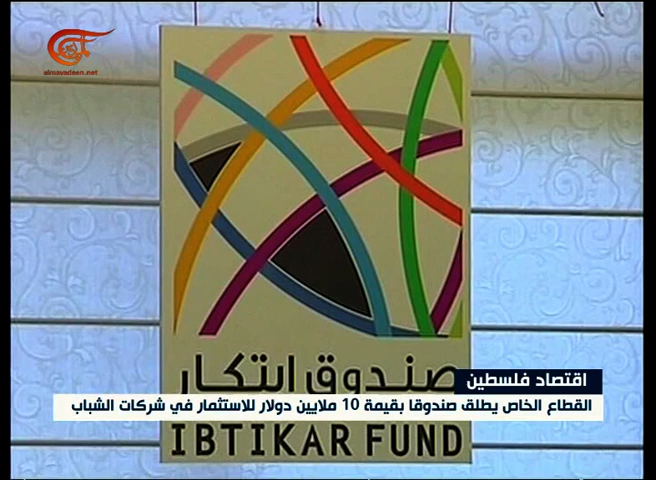 almayadeen.net
صندوق ابتكار
اقتصاد فلسطين
القطاع الخاص يطلق صندوقا بقيمة 10 ملايين دولار للاستثمار في شركات الشباب
IBTIKAR FUND